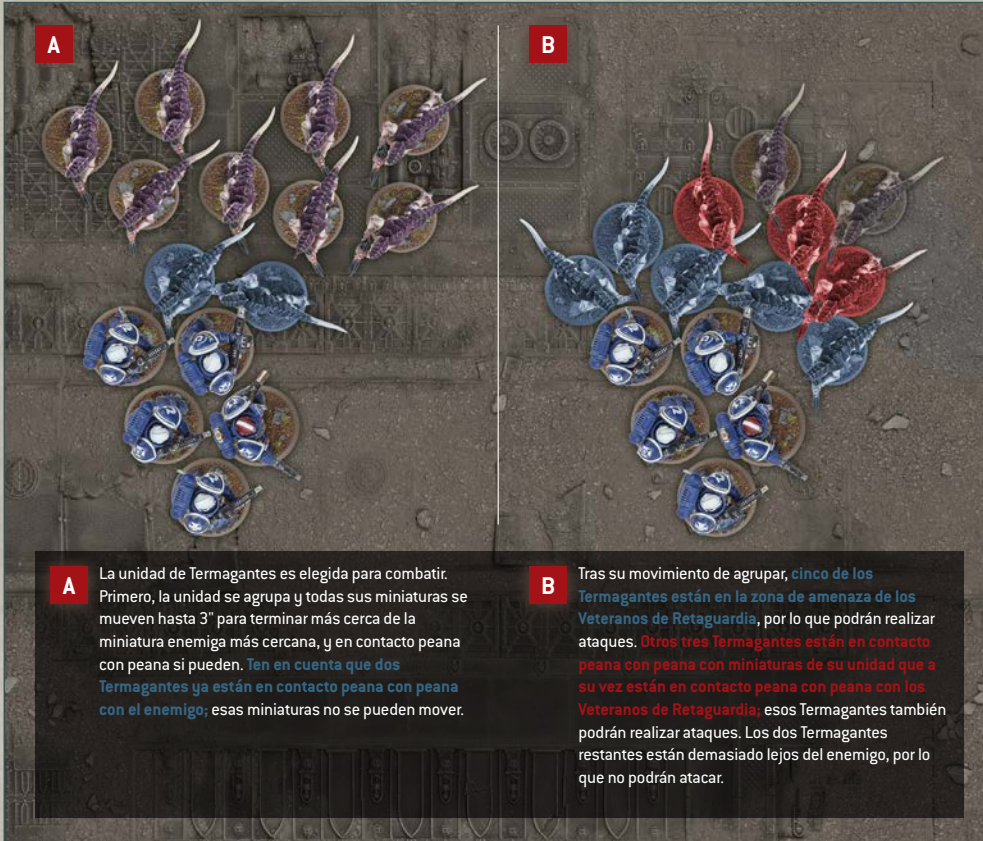 A
B
A
La unidad de Termagantes es elegida para combatir.
Primero, la unidad se agrupa y todas sus miniaturas se
mueven hasta 3" para terminar más cerca de la
miniatura enemiga más cercana, y en contacto peana
con peana si pueden. Ten en cuenta que dos
Termagantes ya están en contacto peana con peana
con el enemigo; esas miniaturas no se pueden mover.
B
Tras su movimiento de agrupar, cinco de los
Termagantes están en la zona de amenaza de los
Veteranos de Retaguardia, por lo que podrán realizar
ataques. Otros tres Termagantes están en contacto
peana con peana con miniaturas de su unidad que a
su vez están en contacto peana con peana con los
Veteranos de Retaguardia; esos Termagantes también
podrán realizar ataques. Los dos Termagantes
restantes están demasiado lejos del enemigo, por lo
que no podrán atacar.